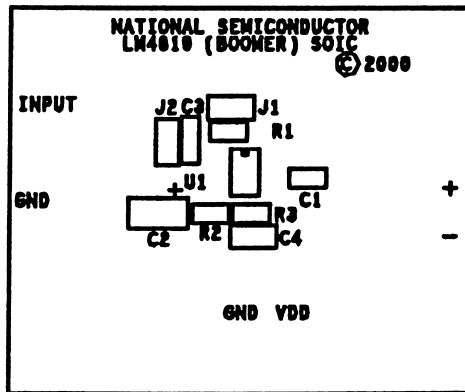 NATIONAL SEMICONDUCTOR
LM4819 (BOOMER) SOIC
© 2000
INPUT
J2 C3 J1
R1
U1
+
C1
GND
+
R2 R3
C2 C4
-
GND VDD